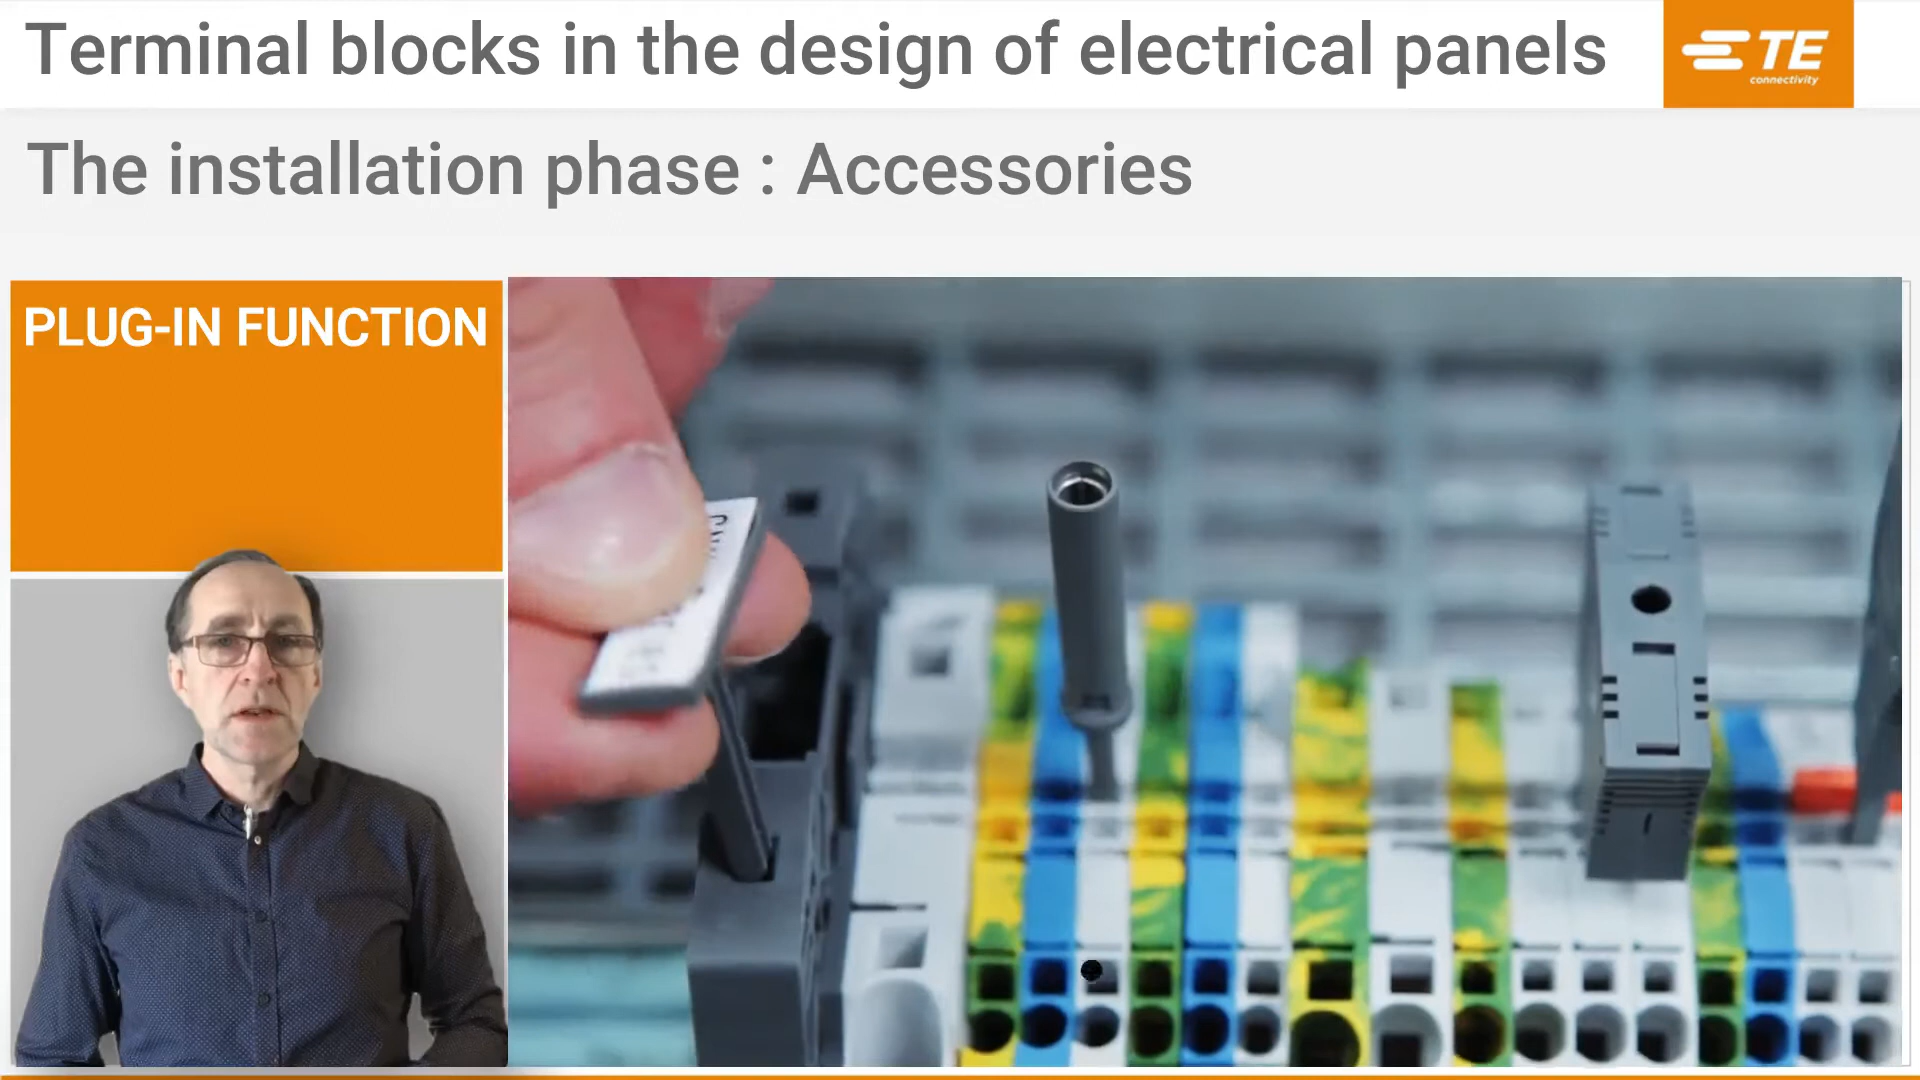 Terminal blocks in the design of electrical panels
TE
connectivity
The installation phase : Accessories
PLUG-IN FUNCTION